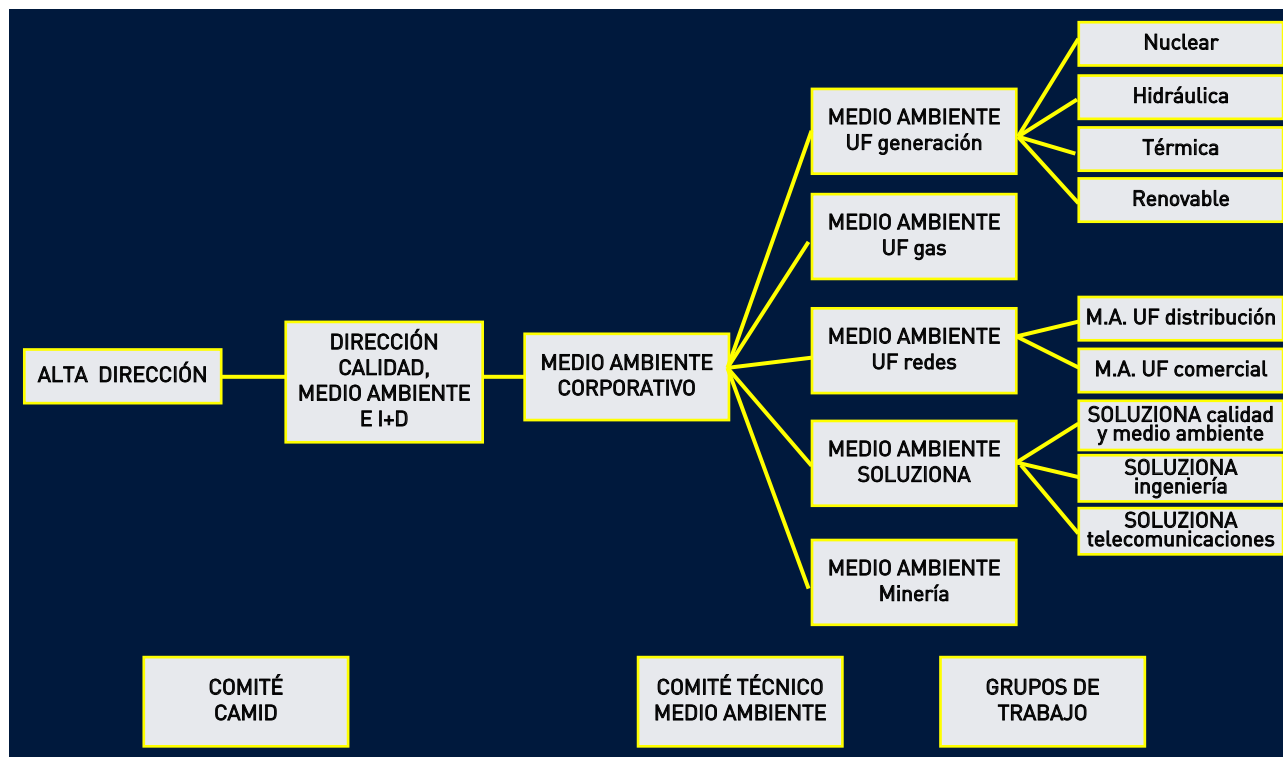 ALTA DIRECCIÓN
DIRECCIÓN
CALIDAD,
MEDIO AMBIENTE
E I+D
MEDIO AMBIENTE
CORPORATIVO
MEDIO AMBIENTE
UF generación
Nuclear
Hidráulica
Térmica
Renovable
MEDIO AMBIENTE
UF gas
MEDIO AMBIENTE
UF redes
M.A. UF distribución
M.A. UF comercial
MEDIO AMBIENTE
SOLUZIONA
SOLUZIONA calidad
y medio ambiente
SOLUZIONA
ingeniería
SOLUZIONA
telecomunicaciones
MEDIO AMBIENTE
Minería
COMITÉ
CAMID
COMITÉ TÉCNICO
MEDIO AMBIENTE
GRUPOS DE
TRABAJO